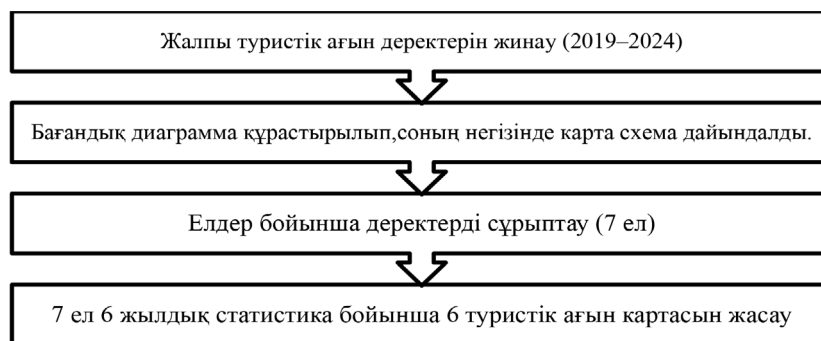 Жалпы туристік ағын деректерін жинау (2019–2024)
Бағандық диаграмма құрастырылып,соның негізінде карта схема дайындалды.
Елдер бойынша деректерді сұрыптау (7 ел)
7 ел 6 жылдық статистика бойынша 6 туристік ағын картасын жасау